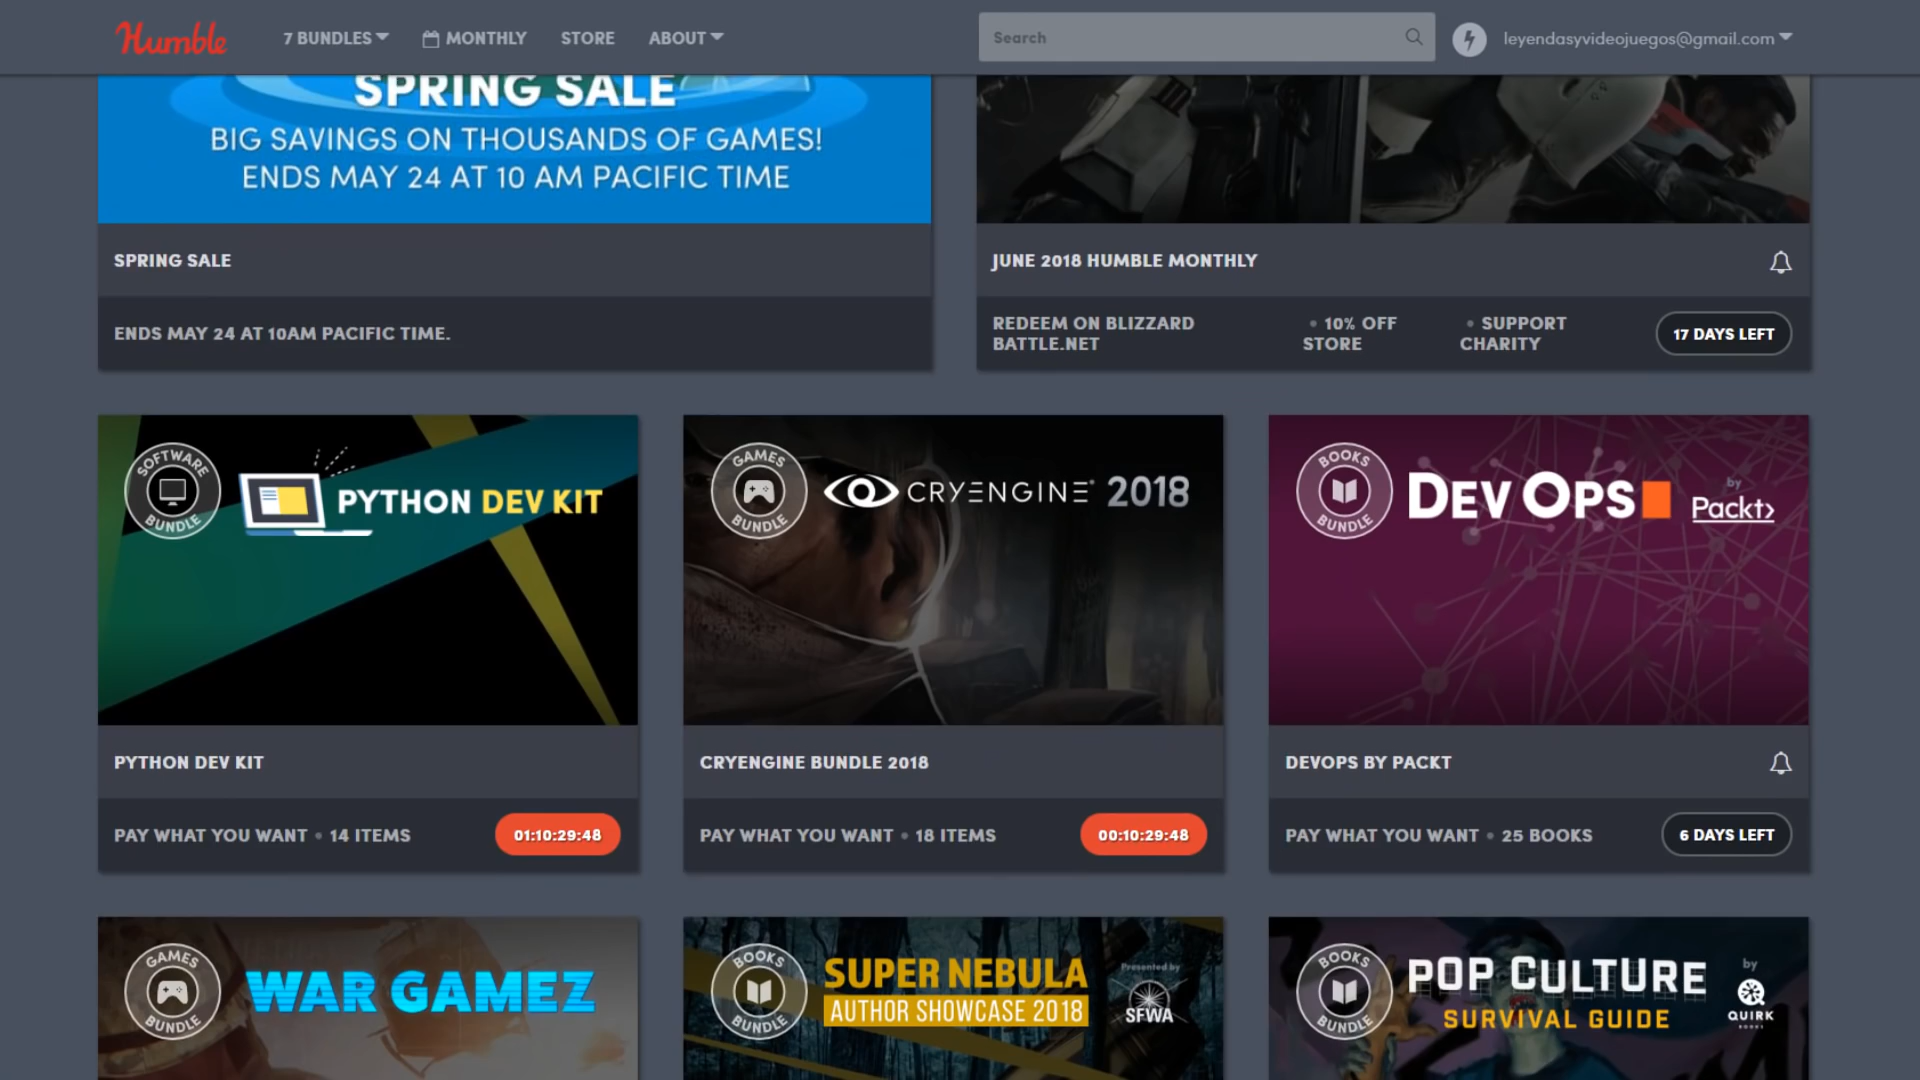 Humble
7 BUNDLES
MONTHLY
STORE
ABOUT
Search
leyendasyvideojuegos@gmail.com
SPRING SALE
BIG SAVINGS ON THOUSANDS OF GAMES!
ENDS MAY 24 AT 10 AM PACIFIC TIME
SPRING SALE
ENDS MAY 24 AT 10AM PACIFIC TIME.
JUNE 2018 HUMBLE MONTHLY
REDEEM ON BLIZZARD
BATTLE.NET
• 10% OFF
STORE
• SUPPORT
CHARITY
17 DAYS LEFT
SOFTWARE
BUNDLE
PYTHON DEV KIT
PYTHON DEV KIT
PAY WHAT YOU WANT • 14 ITEMS
01:10:29:48
GAMES
BUNDLE
CRYENGINE® 2018
CRYENGINE BUNDLE 2018
PAY WHAT YOU WANT • 18 ITEMS
00:10:29:48
BOOKS
BUNDLE
DEVOPS
by
Packt>
DEVOPS BY PACKT
PAY WHAT YOU WANT • 25 BOOKS
6 DAYS LEFT
GAMES
BUNDLE
WAR GAMEZ
BOOKS
BUNDLE
SUPER NEBULA
AUTHOR SHOWCASE 2018
Presented by
SFWA
BOOKS
BUNDLE
POP CULTURE
SURVIVAL GUIDE
by
QUIRK
BOOKS